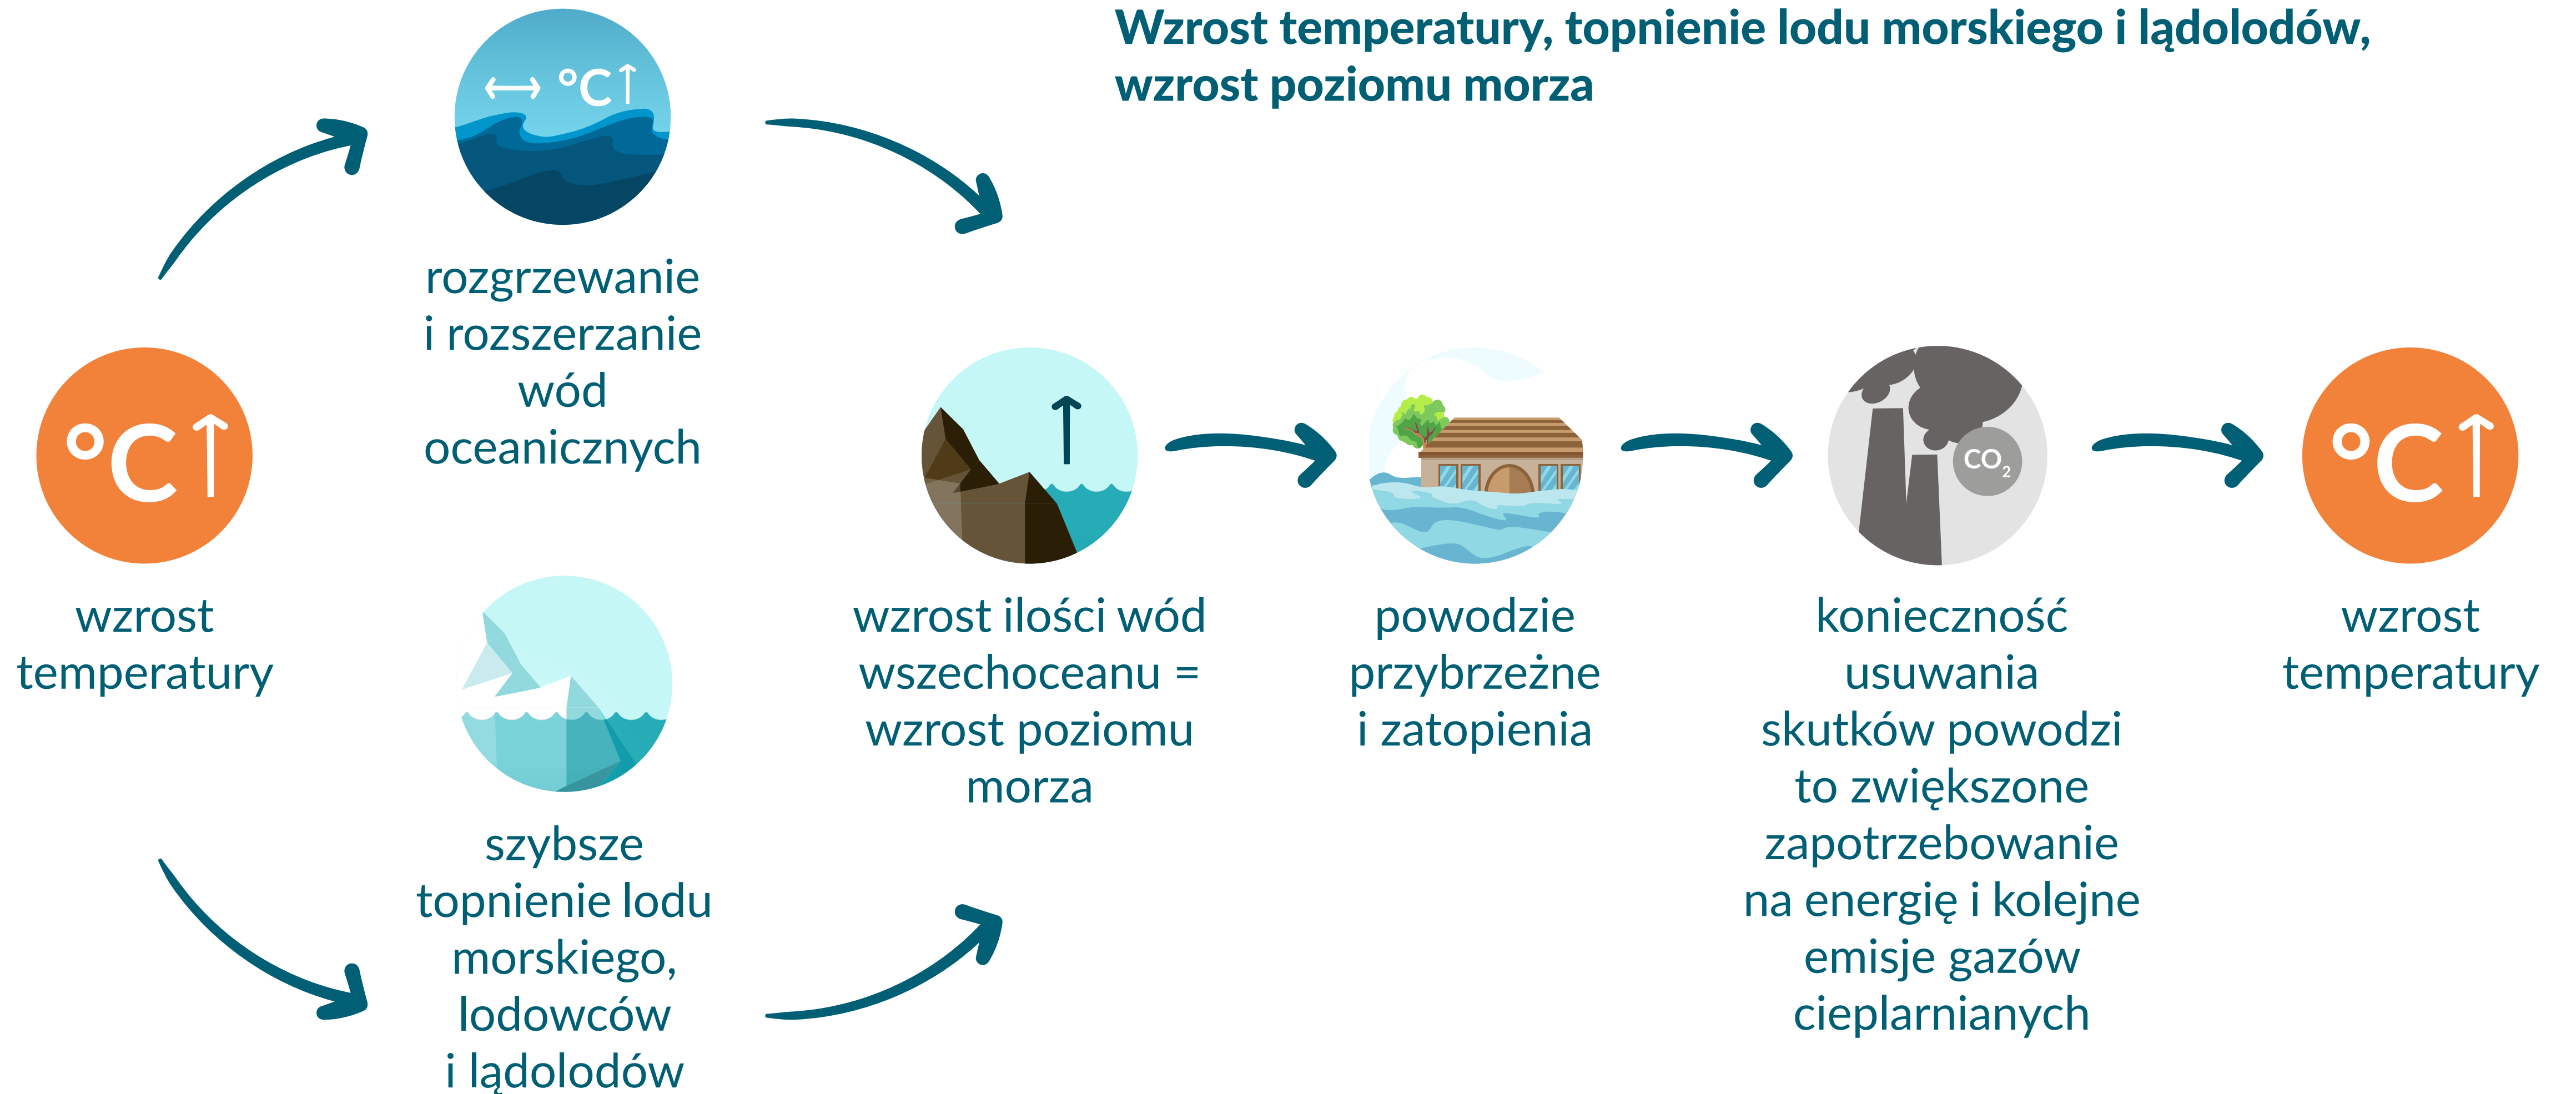 Wzrost temperatury, topnienie lodu morskiego i lądolodów,
wzrost poziomu morza
°C↑
wzrost
temperatury
↔ °C↑
rozgrzewanie
i rozszerzanie
wód
oceanicznych
szybsze
topnienie lodu
morskiego,
lodowców
i lądolodów
wzrost ilości wód
wszechoceanu =
wzrost poziomu
morza
powodzie
przybrzeżne
i zatopienia
CO₂
konieczność
usuwania
skutków powodzi
to zwiększone
zapotrzebowanie
na energię i kolejne
emisje gazów
cieplarnianych
°C↑
wzrost
temperatury